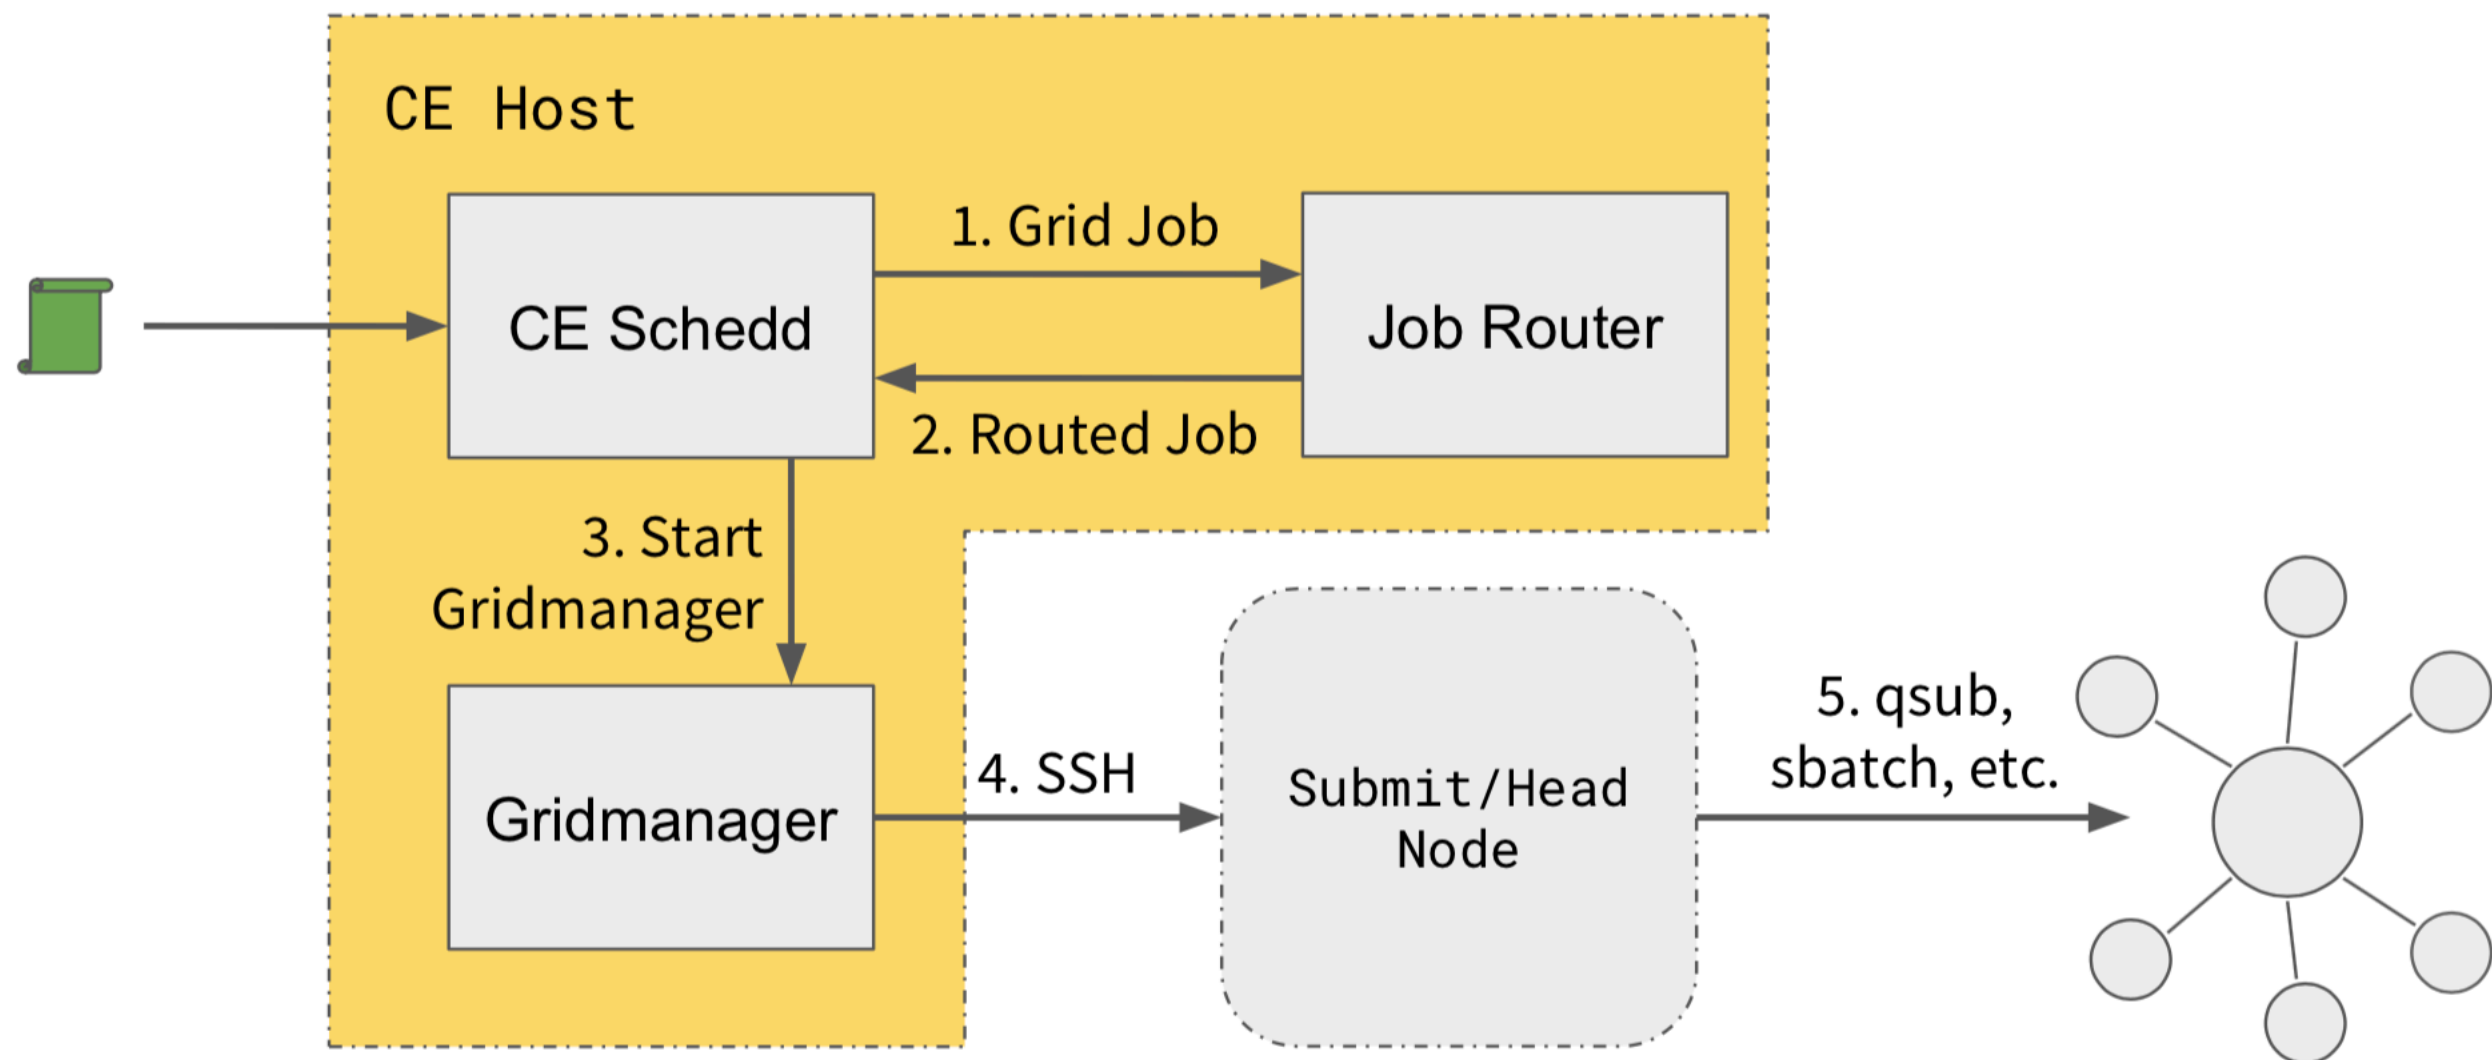 CE Host
1. Grid Job
CE Schedd
Job Router
2. Routed Job
3. Start
Gridmanager
Gridmanager
4. SSH
Submit/Head
Node
5. qsub,
sbatch, etc.